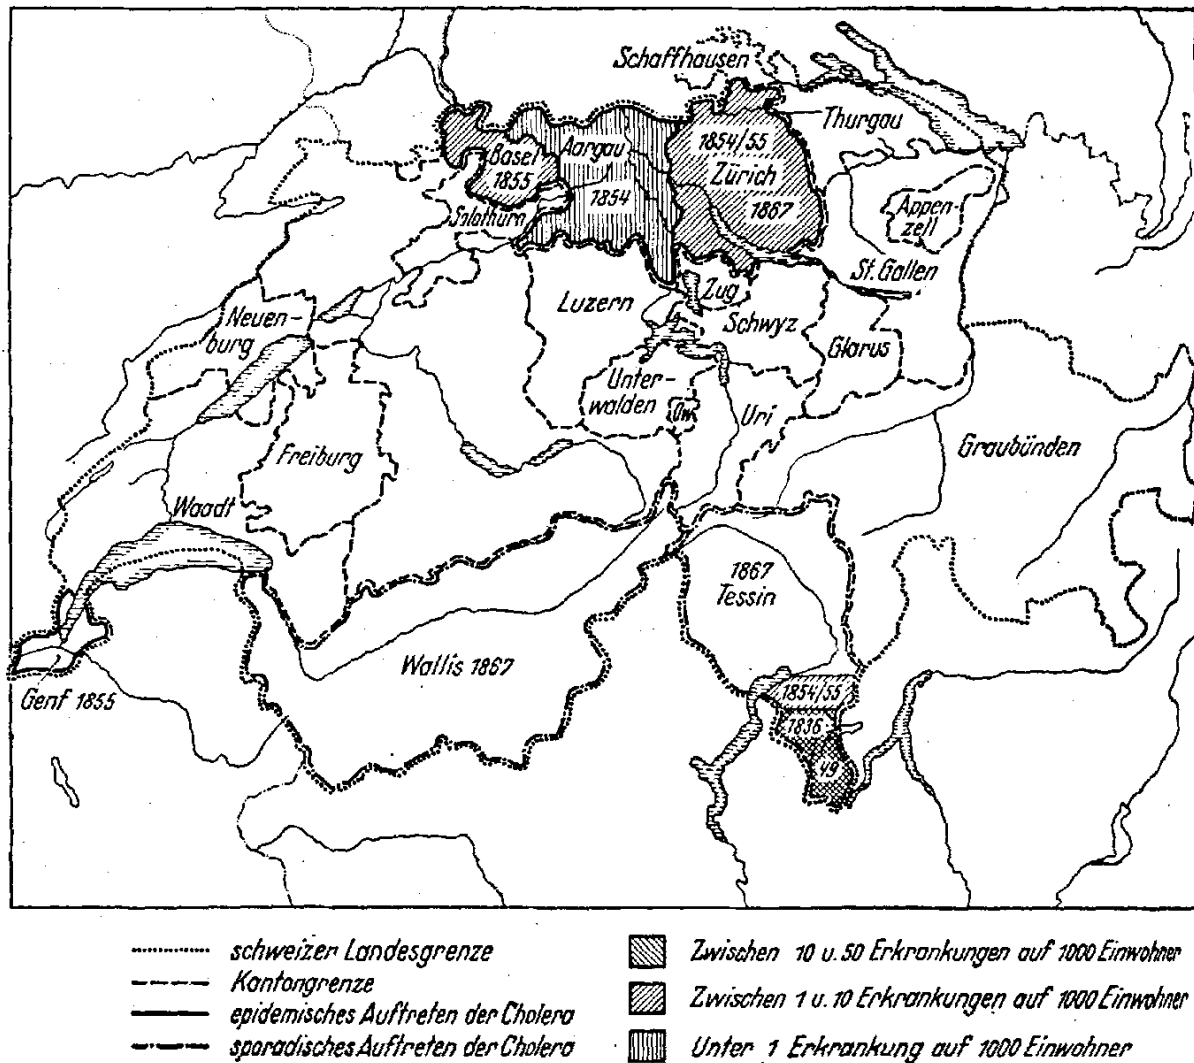 Schaffhausen
Thurgau
1854/55
Zürich
1867
Basel
1855
Aargau
1854
Solothurn
Appen-
zell
St. Gallen
Neuen-
burg
Luzern
Zug
Schwyz
Glarus
Unter-
walden
Ow
Uri
Graubünden
Freiburg
Waadt
1867
Tessin
Wallis 1867
Genf 1855
1854/55
1836
49
schweizer Landesgrenze
Kantongrenze
epidemisches Auftreten der Cholera
sporadisches Auftreten der Cholera
Zwischen 10 u. 50 Erkrankungen auf 1000 Einwohner
Zwischen 1 u. 10 Erkrankungen auf 1000 Einwohner
Unter 1 Erkrankung auf 1000 Einwohner